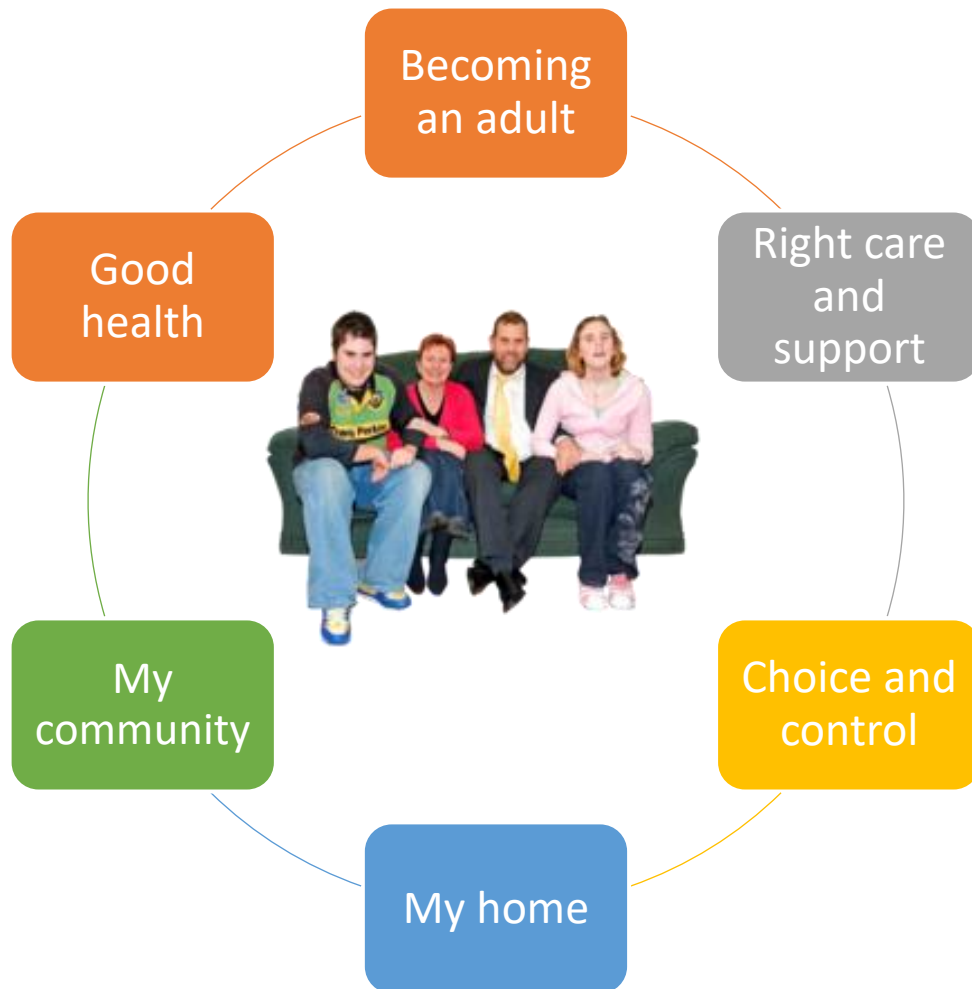 Becoming
an adult
Right care
and
support
Choice and
control
My home
My
community
Good
health